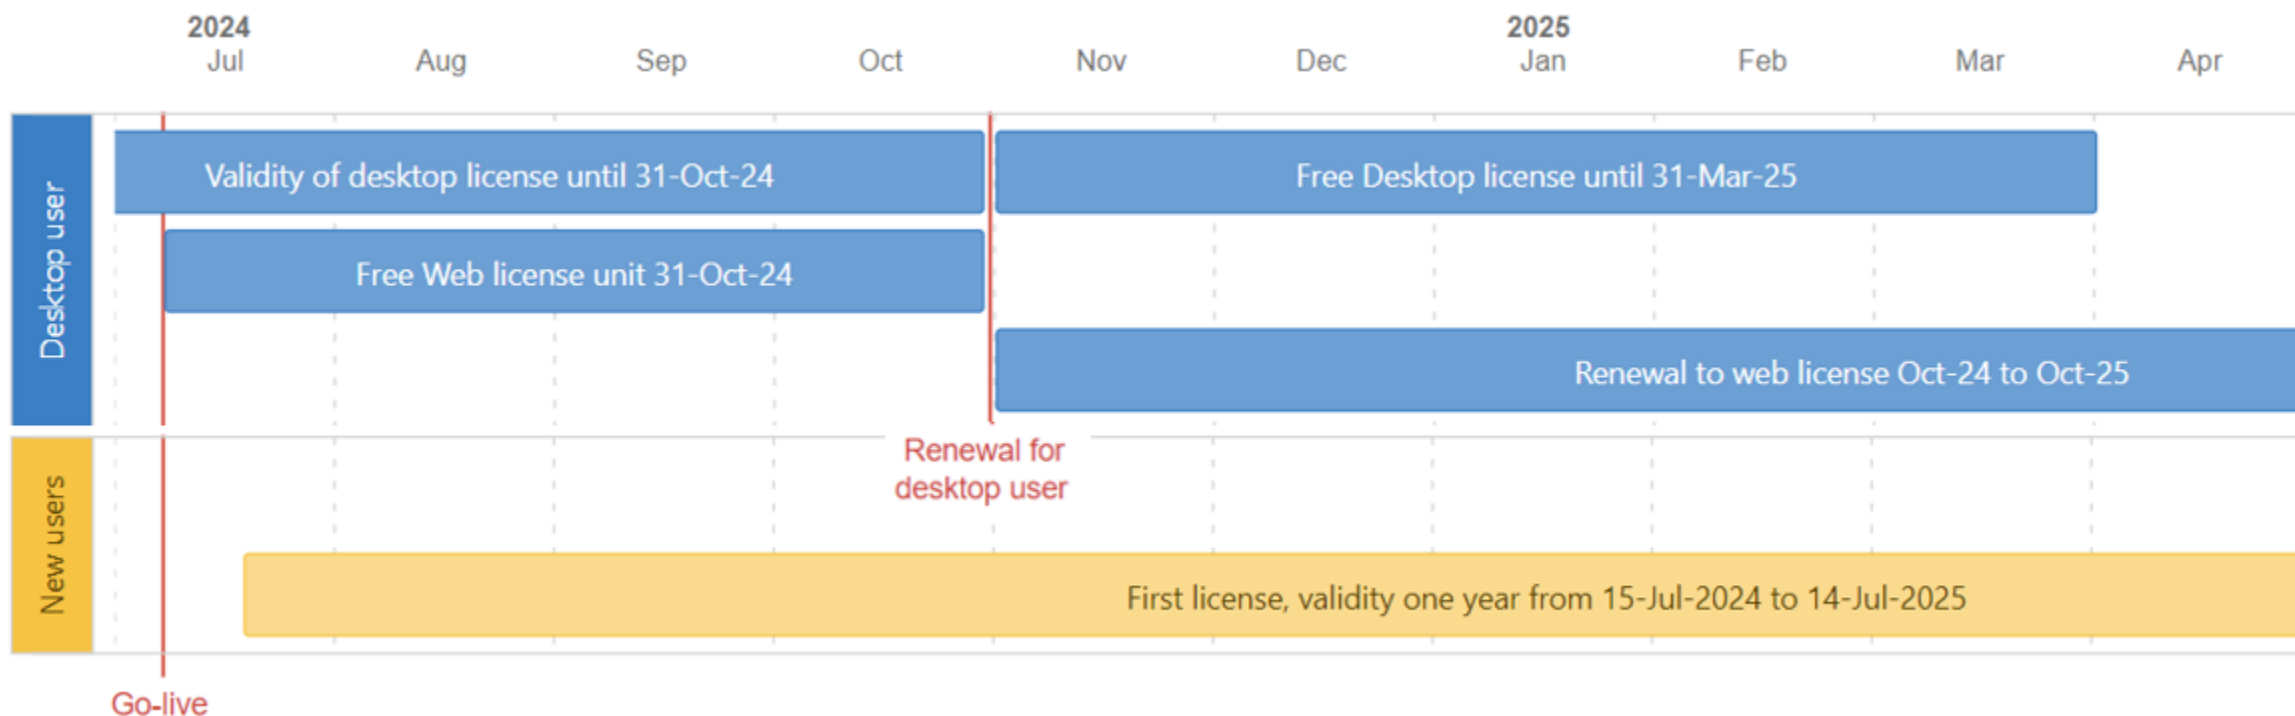 2024
2025
Jul
Aug
Sep
Oct
Nov
Dec
Jan
Feb
Mar
Apr
Desktop user
Validity of desktop license until 31-Oct-24
Free Desktop license until 31-Mar-25
Free Web license unit 31-Oct-24
Renewal to web license Oct-24 to Oct-25
Renewal for
desktop user
New users
First license, validity one year from 15-Jul-2024 to 14-Jul-2025
Go-live